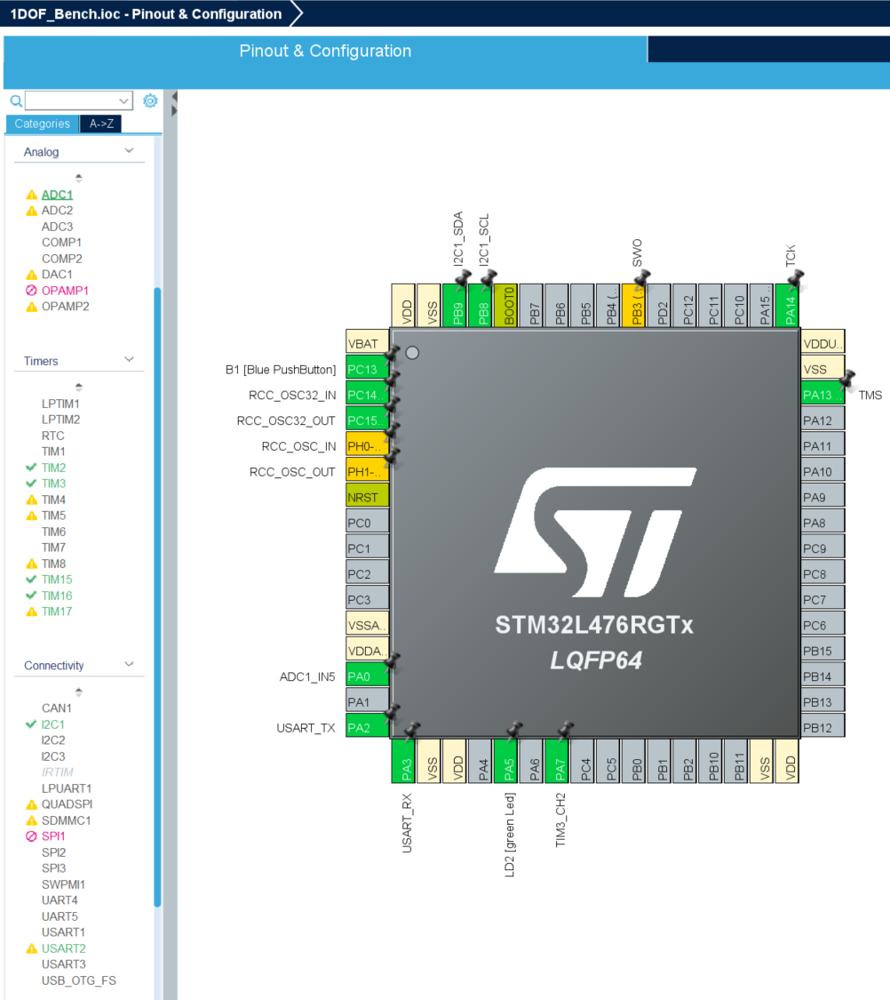 1DOF_Bench.ioc - Pinout & Configuration
Pinout & Configuration
Categories
A->Z
Analog
ADC1
ADC2
ADC3
COMP1
COMP2
DAC1
OPAMP1
OPAMP2
Timers
LPTIM1
LPTIM2
RTC
TIM1
TIM2
TIM3
TIM4
TIM5
TIM6
TIM7
TIM8
TIM15
TIM16
TIM17
Connectivity
CAN1
I2C1
I2C2
I2C3
IRTIM
LPUART1
QUADSPI
SDMMC1
SPI1
SPI2
SPI3
SWPMI1
UART4
UART5
USART1
USART2
USART3
USB_OTG_FS
I2C1_SDA
I2C1_SCL
SWO
TCK
VDD
VSS
PB9
PB8
BOOT0
PB7
PB6
PB5
PB4 (..
PB3 (..
PD2
PC12
PC11
PC10
PA15..
PA14..
VBAT
B1 [Blue PushButton] PC13..
RCC_OSC32_IN PC14..
RCC_OSC32_OUT PC15..
RCC_OSC_IN PH0-..
RCC_OSC_OUT PH1-..
NRST
PC0
PC1
PC2
PC3
VSSA..
VDDA..
ADC1_IN5 PA0
PA1
USART_TX PA2
STM32L476RGTx
LQFP64
VDDU..
VSS
PA13 .. TMS
PA12
PA11
PA10
PA9
PA8
PC9
PC8
PC7
PC6
PB15
PB14
PB13
PB12
PA3
VSS
VDD
PA4
PA5
PA6
PA7
PC4
PC5
PB0
PB1
PB2
PB10
PB11
VSS
VDD
USART_RX
LD2 [green Led]
TIM3_CH2